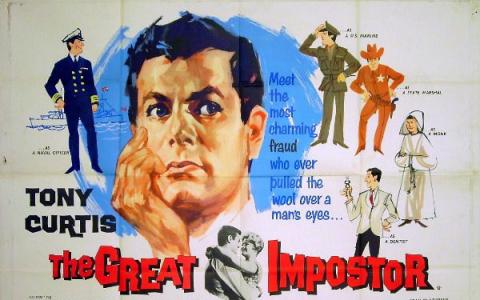 ...AS
A NAVAL OFFICER
TONY
CURTIS
Meet
the
most
charming
fraud
who ever
pulled the
wool over a
man's eyes...
...AS
A U.S. MARINE
...AS
A STATE MARSHAL
...AS
A MONK
...AS
A DENTIST
THE GREAT IMPOSTOR